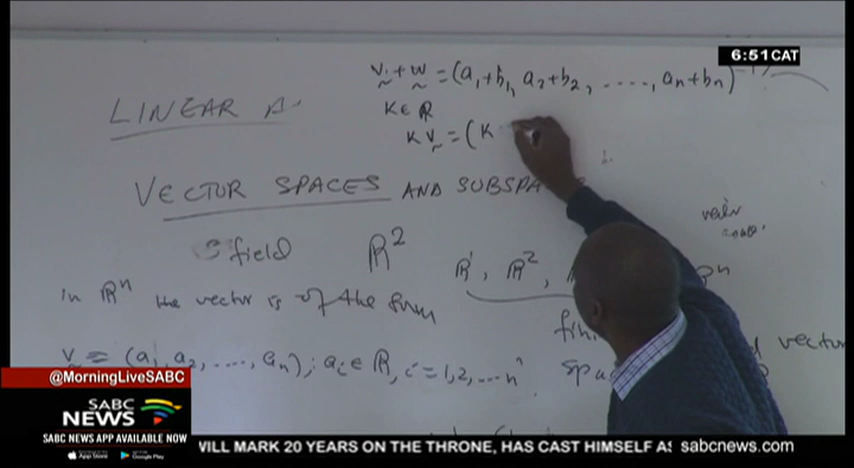 6:51 CAT
v + w = (a₁+b₁, a₂+b₂, ...., aₙ+bₙ)
LINEAR A.
K ∈ R
K v = (K
VECTOR SPACES AND SUBSPA
field ℝ²
ℝ¹, ℝ²,
in ℝⁿ the vector is of the form
v = (a₁, a₂, ...., aₙ); aᵢ ∈ ℝ, i = 1, 2, ... n
vector
@MorningLiveSABC
SABC
NEWS
SABC NEWS APP AVAILABLE NOW
App Store Google Play
WILL MARK 20 YEARS ON THE THRONE, HAS CAST HIMSELF AS
sabcnews.com